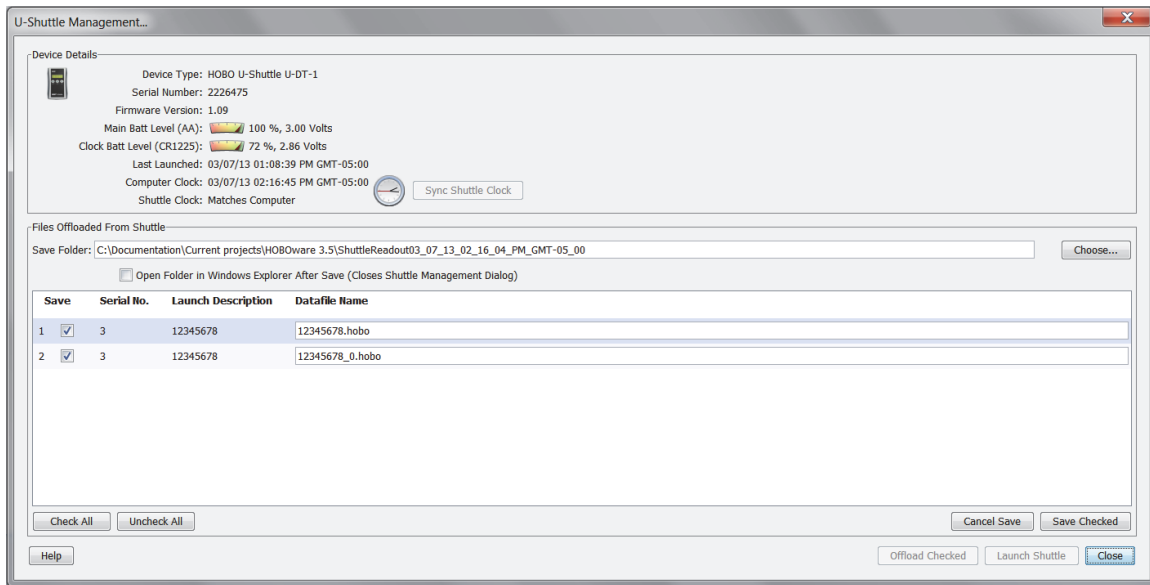 U-Shuttle Management...
Device Details
Device Type: HOBO U-Shuttle U-DT-1
Serial Number: 2226475
Firmware Version: 1.09
Main Batt Level (AA): 100 %, 3.00 Volts
Clock Batt Level (CR1225): 72 %, 2.86 Volts
Last Launched: 03/07/13 01:08:39 PM GMT-05:00
Computer Clock: 03/07/13 02:16:45 PM GMT-05:00
Shuttle Clock: Matches Computer
Sync Shuttle Clock
Files Offloaded From Shuttle
Save Folder: C:\Documentation\Current projects\HOBOware 3.5\ShuttleReadout03_07_13_02_16_04_PM_GMT-05_00 Choose...
Open Folder in Windows Explorer After Save (Closes Shuttle Management Dialog)
Save Serial No. Launch Description Datafile Name
1 3 12345678 12345678.hobo
2 3 12345678 12345678_0.hobo
Check All Uncheck All Cancel Save Save Checked
Help Offload Checked Launch Shuttle Close